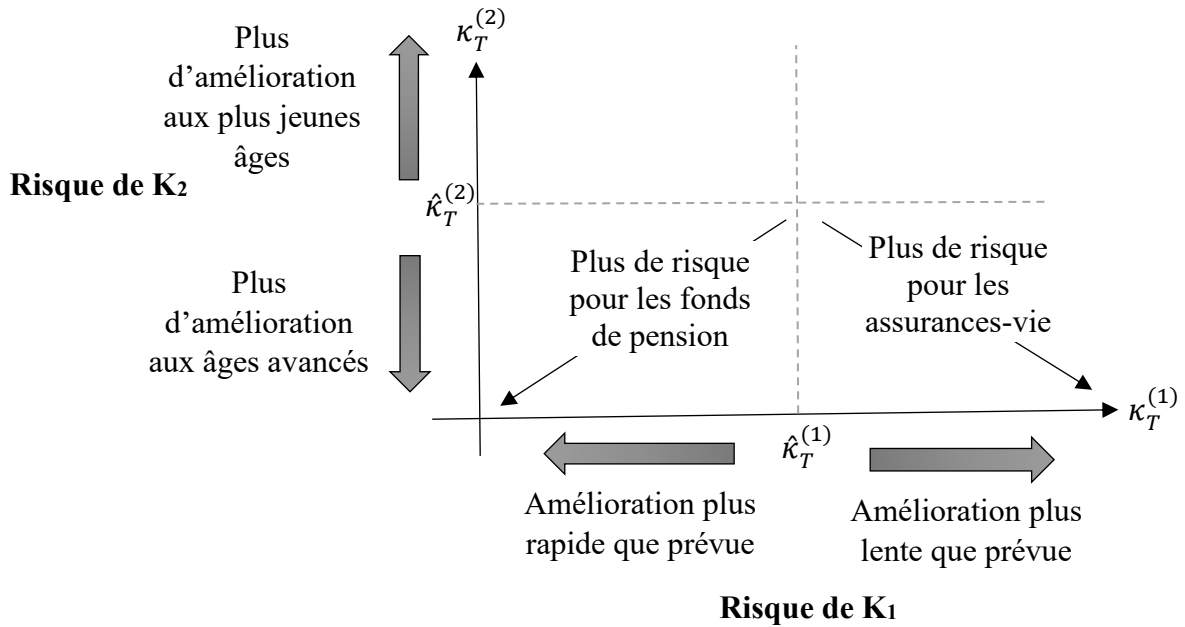 Plus
d’amélioration
aux plus jeunes
âges
κ_T^(2)
Risque de K₂
κ̂_T^(2)
Plus
d’amélioration
aux âges avancés
Plus de risque
pour les fonds
de pension
Plus de risque
pour les
assurances-vie
κ_T^(1)
κ̂_T^(1)
Amélioration plus
rapide que prévue
Amélioration plus
lente que prévue
Risque de K₁